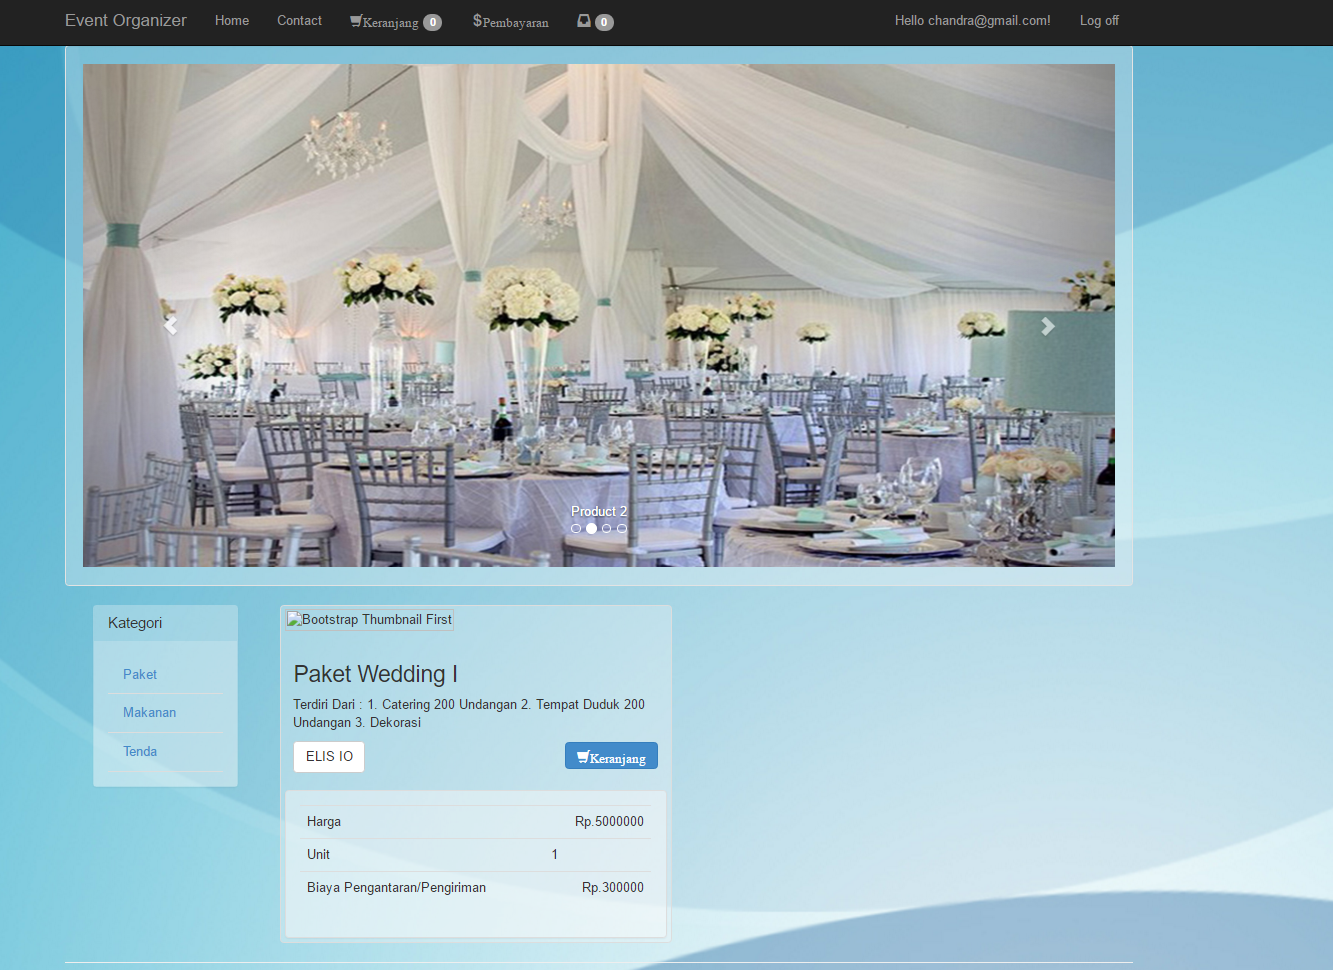 Event Organizer Home Contact Keranjang 0 $Pembayaran 0 Hello chandra@gmail.com! Log off
Product 2
Kategori
Paket
Makanan
Tenda
Bootstrap Thumbnail First
Paket Wedding I
Terdiri Dari : 1. Catering 200 Undangan 2. Tempat Duduk 200
Undangan 3. Dekorasi
ELIS IO Keranjang
Harga Rp.5000000
Unit 1
Biaya Pengantaran/Pengiriman Rp.300000